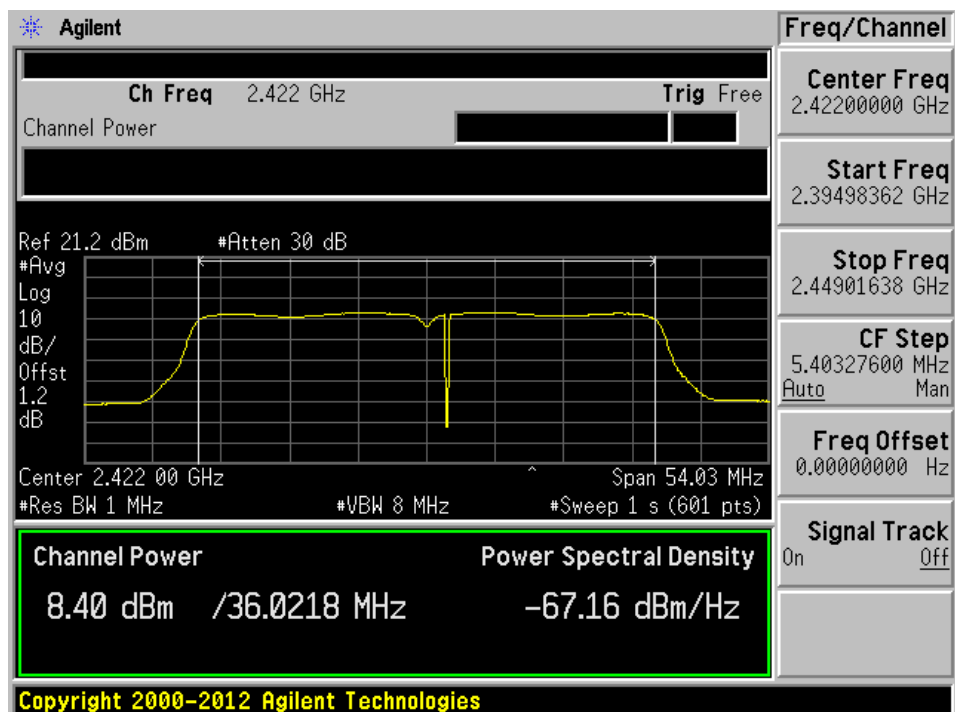 Agilent
Freq/Channel
Ch Freq 2.422 GHz Trig Free
Channel Power
Ref 21.2 dBm #Atten 30 dB
#Avg
Log
10
dB/
Offst
1.2
dB
Center 2.422 00 GHz Span 54.03 MHz
#Res BW 1 MHz #VBW 8 MHz #Sweep 1 s (601 pts)
Channel Power Power Spectral Density
8.40 dBm /36.0218 MHz -67.16 dBm/Hz
Copyright 2000-2012 Agilent Technologies
Center Freq
2.42200000 GHz
Start Freq
2.39498362 GHz
Stop Freq
2.44901638 GHz
CF Step
5.40327600 MHz
Auto Man
Freq Offset
0.00000000 Hz
Signal Track
On Off